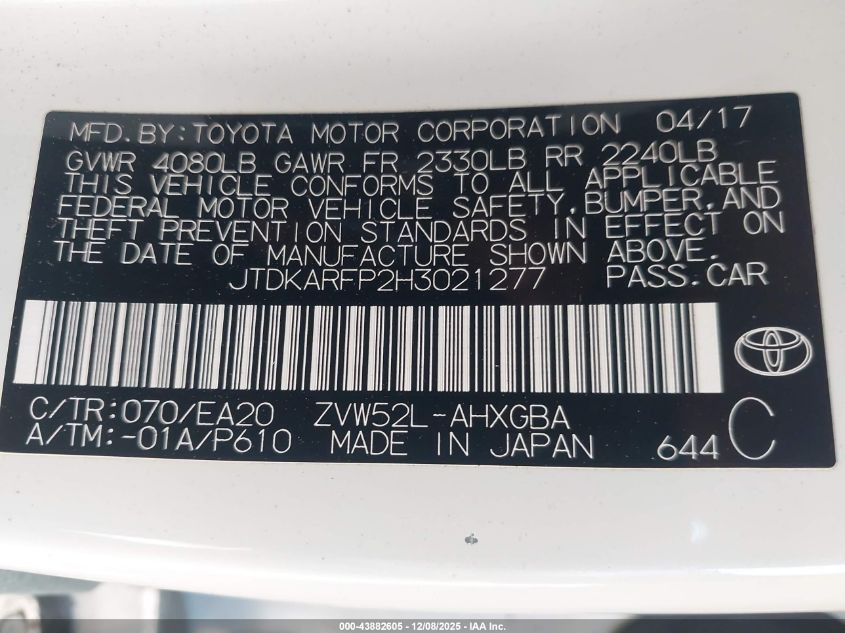 MFD. BY: TOYOTA MOTOR CORPORATION 04/17
GVWR 4080LB GAWR FR 2330LB RR 2240LB
THIS VEHICLE CONFORMS TO ALL APPLICABLE
FEDERAL MOTOR VEHICLE SAFETY, BUMPER, AND
THEFT PREVENTION STANDARDS IN EFFECT ON
THE DATE OF MANUFACTURE SHOWN ABOVE.
JTDKARFP2H3021277 PASS. CAR
C/TR: 070/EA20 ZVW52L-AHXGBA C
A/TM: -01A/P610 MADE IN JAPAN 644
000-43882605 - 12/08/2025 - IAA Inc.